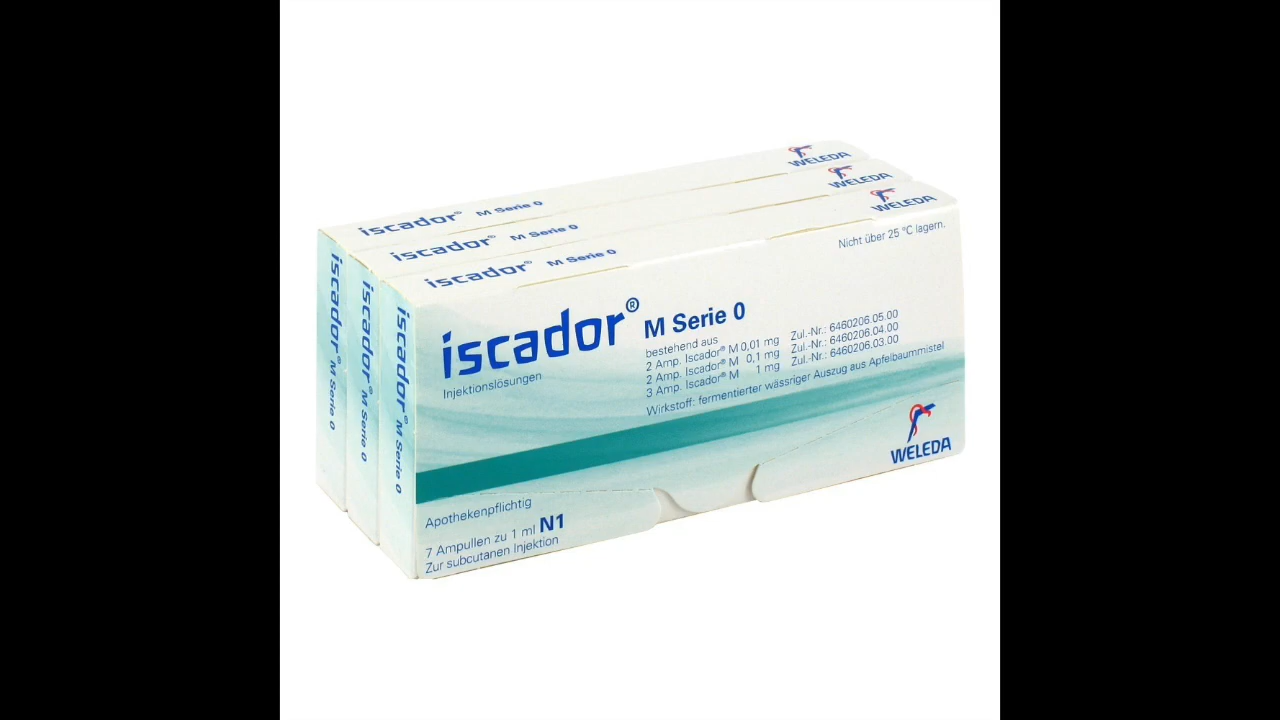 WELEDA
iscador® M Serie 0
WELEDA
iscador® M Serie 0
WELEDA
iscador® M Serie 0
Nicht über 25 °C lagern.
iscador® M Serie 0
Injektionslösungen
bestehend aus
2 Amp. Iscador® M 0,01 mg Zul.-Nr.: 6460206.05.00
2 Amp. Iscador® M 0,1 mg Zul.-Nr.: 6460206.04.00
3 Amp. Iscador® M 1 mg Zul.-Nr.: 6460206.03.00
Wirkstoff: fermentierter wässriger Auszug aus Apfelbaummistel
WELEDA
Apothekenpflichtig
7 Ampullen zu 1 ml N1
Zur subcutanen Injektion
iscador® M Serie 0
iscador® M Serie 0
iscador® M Serie 0